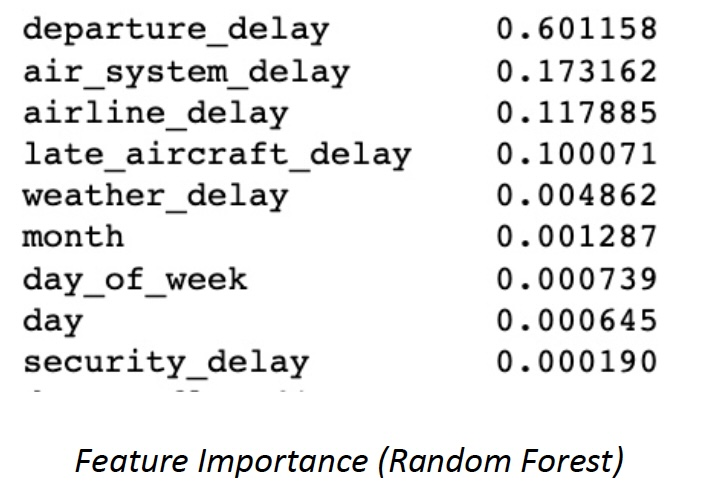 departure_delay 0.601158
air_system_delay 0.173162
airline_delay 0.117885
late_aircraft_delay 0.100071
weather_delay 0.004862
month 0.001287
day_of_week 0.000739
day 0.000645
security_delay 0.000190
Feature Importance (Random Forest)